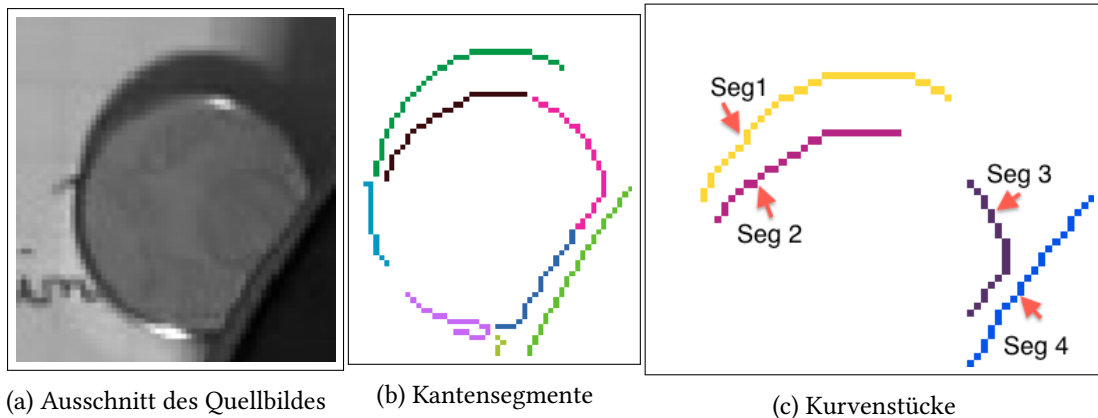 Seg1
Seg 2
Seg 3
Seg 4
(a) Ausschnitt des Quellbildes
(b) Kantensegmente
(c) Kurvenstücke